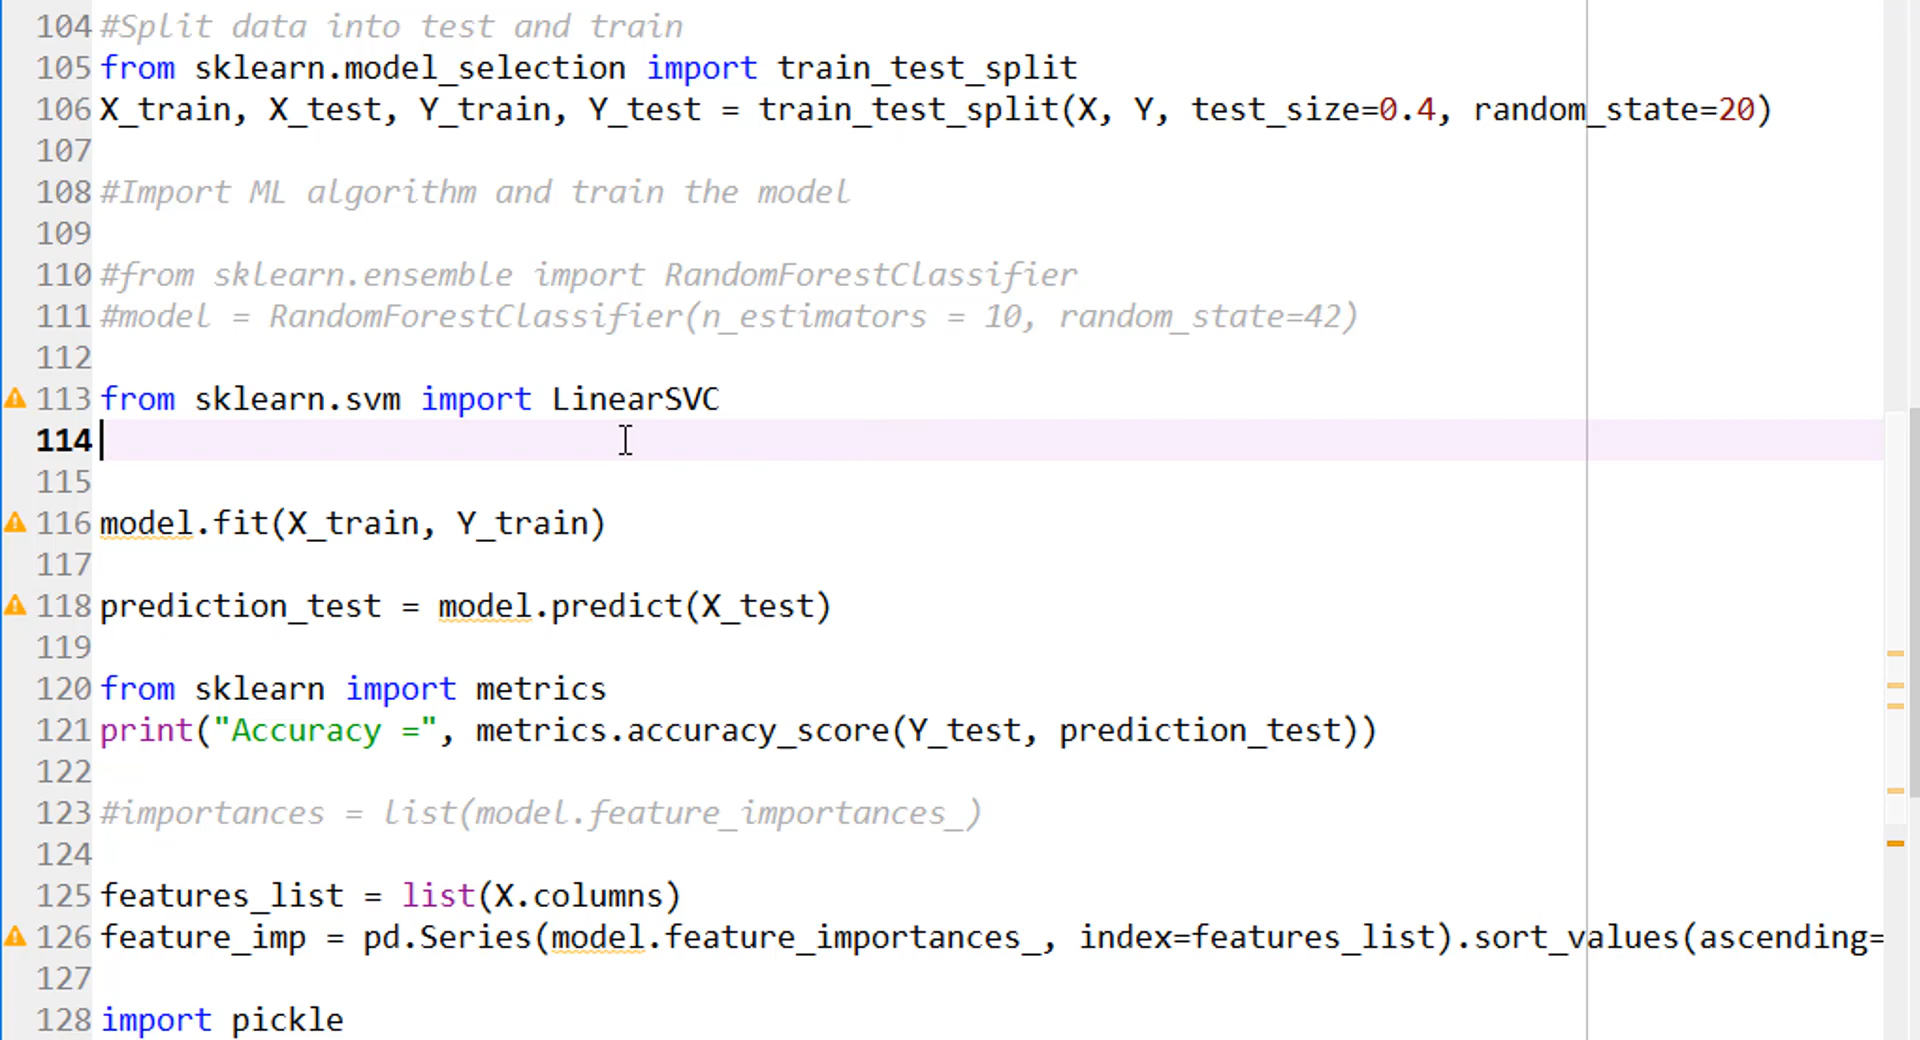 104 #Split data into test and train
105 from sklearn.model_selection import train_test_split
106 X_train, X_test, Y_train, Y_test = train_test_split(X, Y, test_size=0.4, random_state=20)
107
108 #Import ML algorithm and train the model
109
110 #from sklearn.ensemble import RandomForestClassifier
111 #model = RandomForestClassifier(n_estimators = 10, random_state=42)
112
113 from sklearn.svm import LinearSVC
114
115
116 model.fit(X_train, Y_train)
117
118 prediction_test = model.predict(X_test)
119
120 from sklearn import metrics
121 print("Accuracy =", metrics.accuracy_score(Y_test, prediction_test))
122
123 #importances = list(model.feature_importances_)
124
125 features_list = list(X.columns)
126 feature_imp = pd.Series(model.feature_importances_, index=features_list).sort_values(ascending=
127
128 import pickle